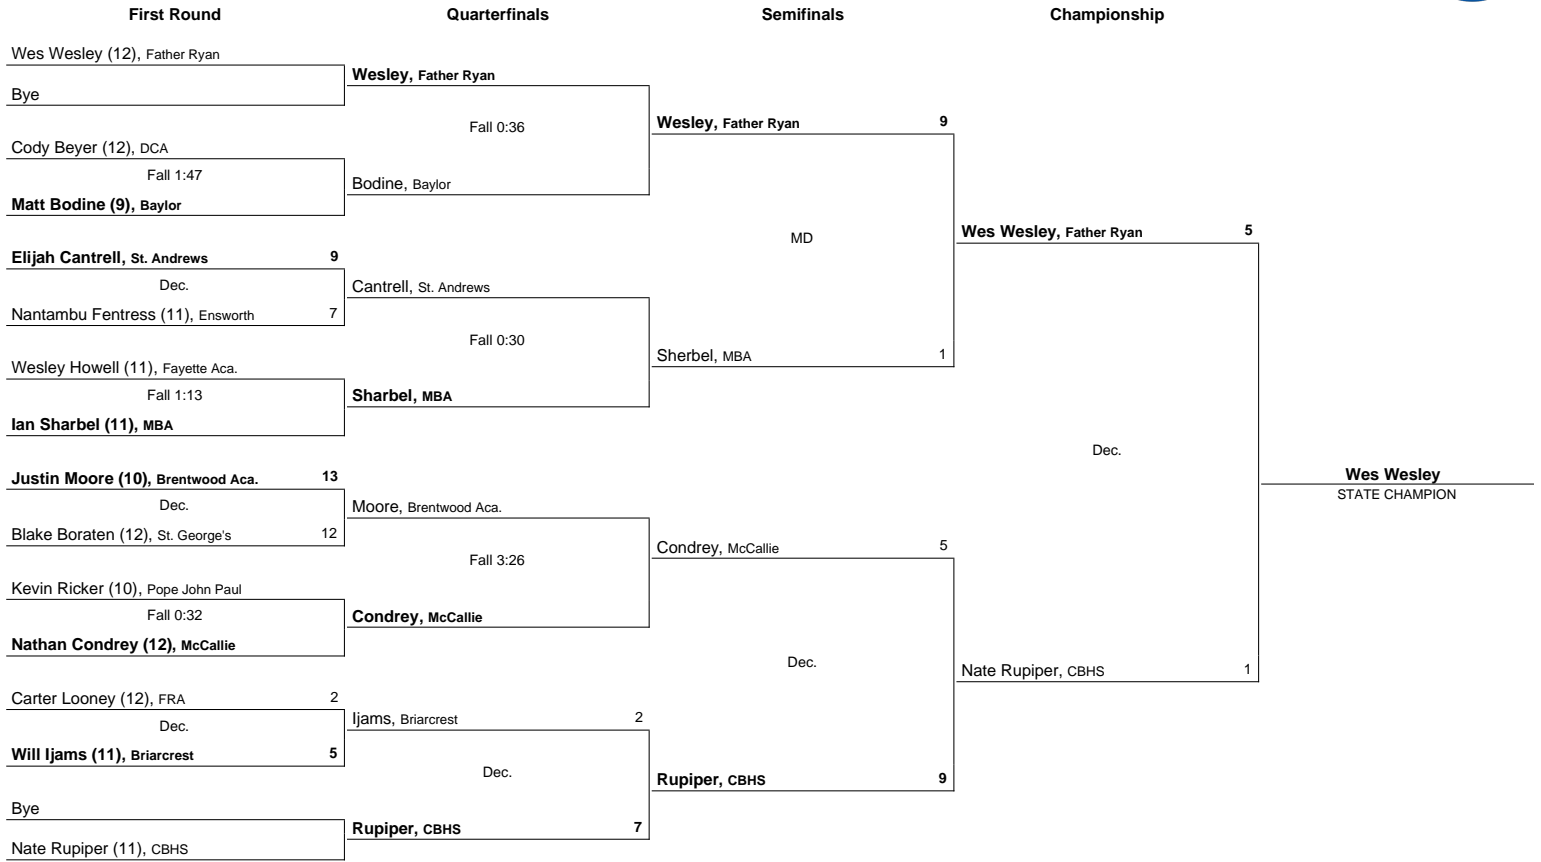 First Round Quarterfinals Semifinals Championship
Wes Wesley (12), Father Ryan
Wesley, Father Ryan
Bye
Fall 0:36
Wesley, Father Ryan 9
Cody Beyer (12), DCA
Fall 1:47
Bodine, Baylor
Matt Bodine (9), Baylor
MD
Wes Wesley, Father Ryan 5
Elijah Cantrell, St. Andrews 9
Dec.
Cantrell, St. Andrews
Nantambu Fentress (11), Ensworth 7
Fall 0:30
Sherbel, MBA 1
Wesley Howell (11), Fayette Aca.
Fall 1:13
Sharbel, MBA
Ian Sharbel (11), MBA
Dec.
Wes Wesley
STATE CHAMPION
Justin Moore (10), Brentwood Aca. 13
Dec.
Moore, Brentwood Aca.
Blake Boraten (12), St. George's 12
Fall 3:26
Condrey, McCallie 5
Kevin Ricker (10), Pope John Paul
Fall 0:32
Condrey, McCallie
Nathan Condrey (12), McCallie
Dec.
Nate Rupiper, CBHS 1
Carter Looney (12), FRA 2
Dec.
Ijams, Briarcrest 2
Will Ijams (11), Briarcrest 5
Dec.
Rupiper, CBHS 9
Bye
Rupiper, CBHS 7
Nate Rupiper (11), CBHS